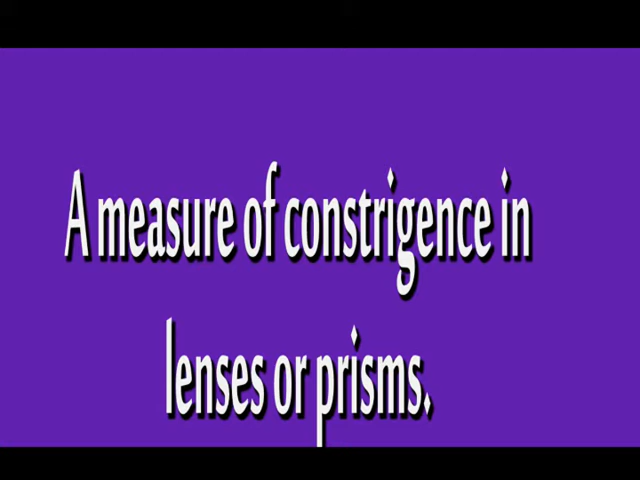 A measure of constrigence in
lenses or prisms.